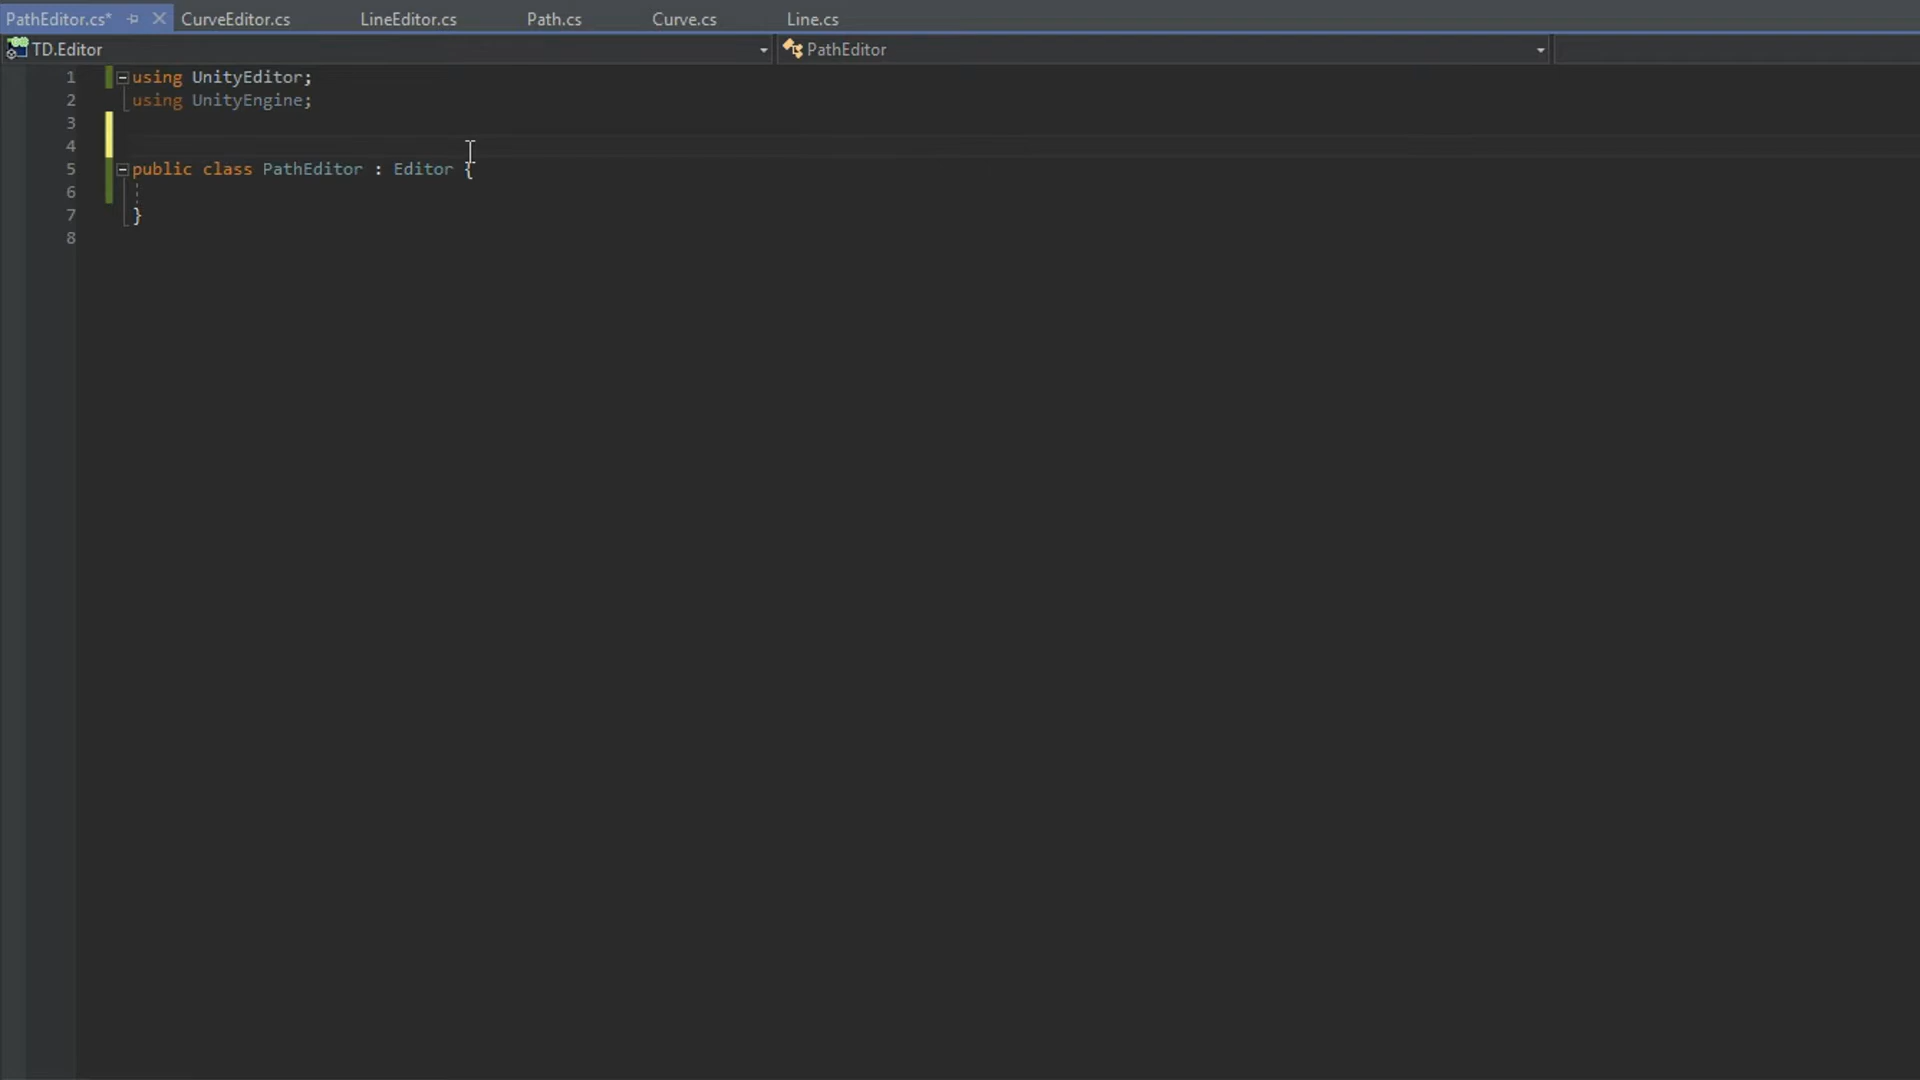 PathEditor.cs* CurveEditor.cs LineEditor.cs Path.cs Curve.cs Line.cs
TD.Editor PathEditor
1 using UnityEditor;
2 using UnityEngine;
3
4
5 public class PathEditor : Editor {
6
7 }
8